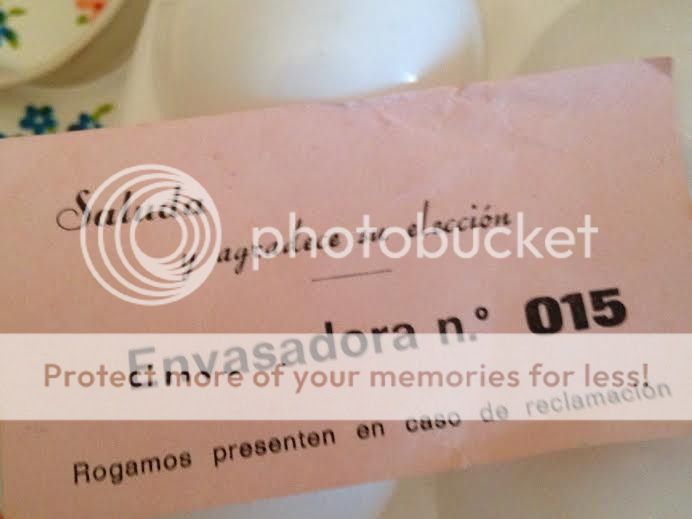 Saluda
y agradece su elección
photobucket
Envasadora n.º 015
Protect more of your memories for less!
Rogamos presenten en caso de reclamación